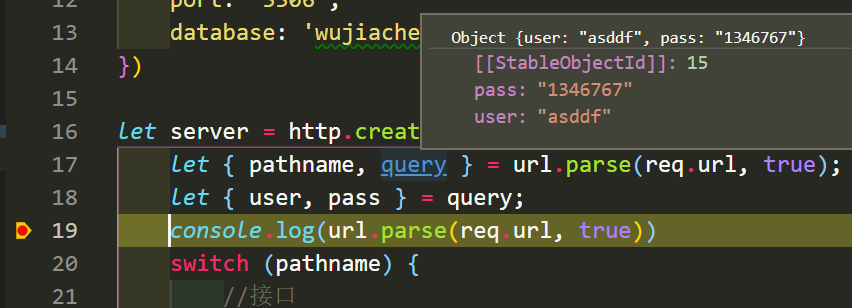 12 port: "3306",
13 database: 'wujiache
14 })
15
16 let server = http.creat
17 let { pathname, query } = url.parse(req.url, true);
18 let { user, pass } = query;
19 console.log(url.parse(req.url, true))
20 switch (pathname) {
21 //接口
Object {user: "asddf", pass: "1346767"}
[[StableObjectId]]: 15
pass: "1346767"
user: "asddf"